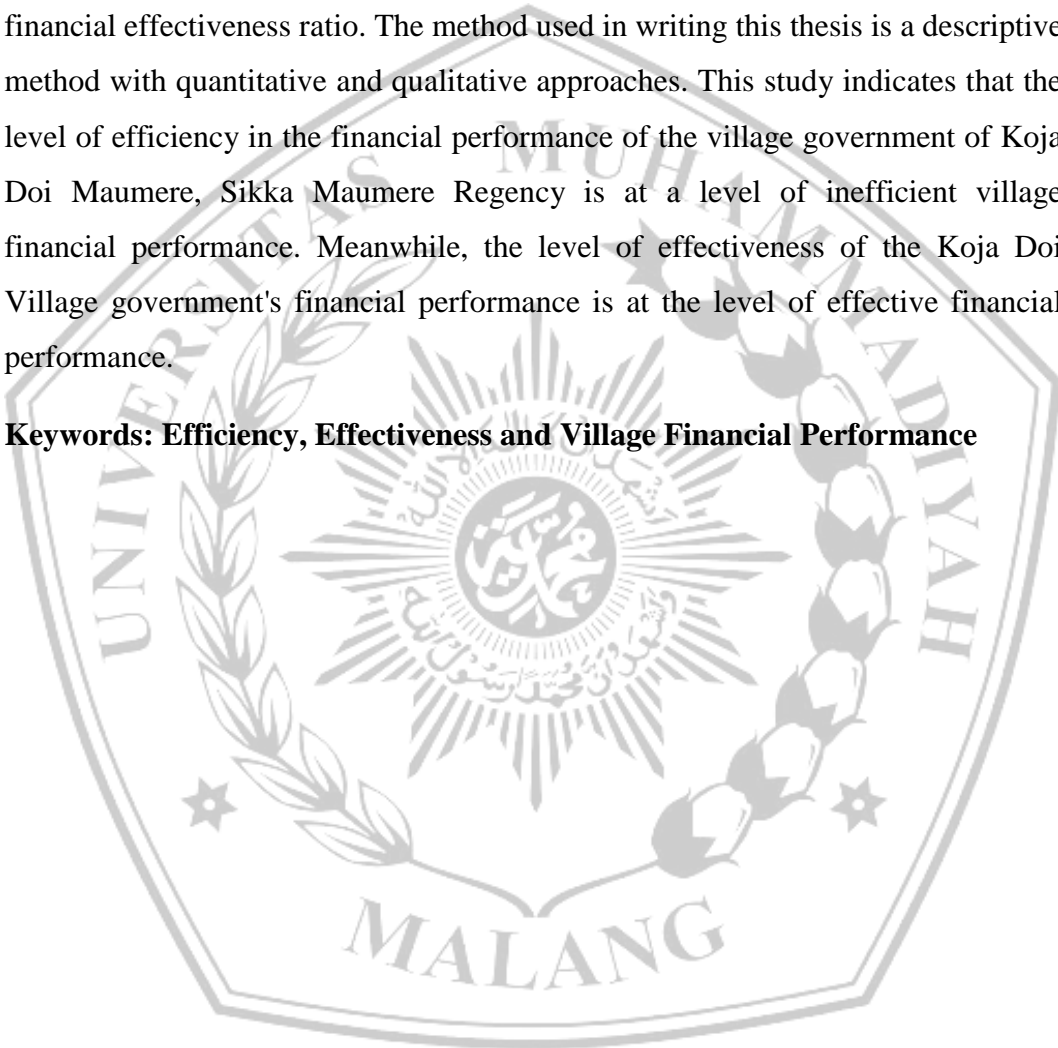 financial effectiveness ratio. The method used in writing this thesis is a descriptive
method with quantitative and qualitative approaches. This study indicates that the
level of efficiency in the financial performance of the village government of Koja
Doi Maumere, Sikka Maumere Regency is at a level of inefficient village
financial performance. Meanwhile, the level of effectiveness of the Koja Doi
Village government's financial performance is at the level of effective financial
performance.
Keywords: Efficiency, Effectiveness and Village Financial Performance
UNIVERSITAS MUHAMMADIYAH
MALANG